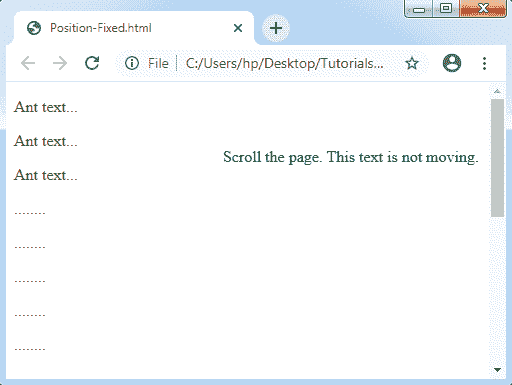 Position-Fixed.html
File | C:/Users/hp/Desktop/Tutorials...
Ant text...
Ant text...
Scroll the page. This text is not moving.
Ant text...
........
........
........
........
........